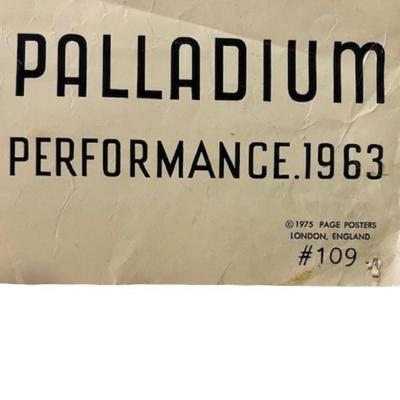 PALLADIUM
PERFORMANCE.1963
©1975 PAGE POSTERS
LONDON, ENGLAND
#109